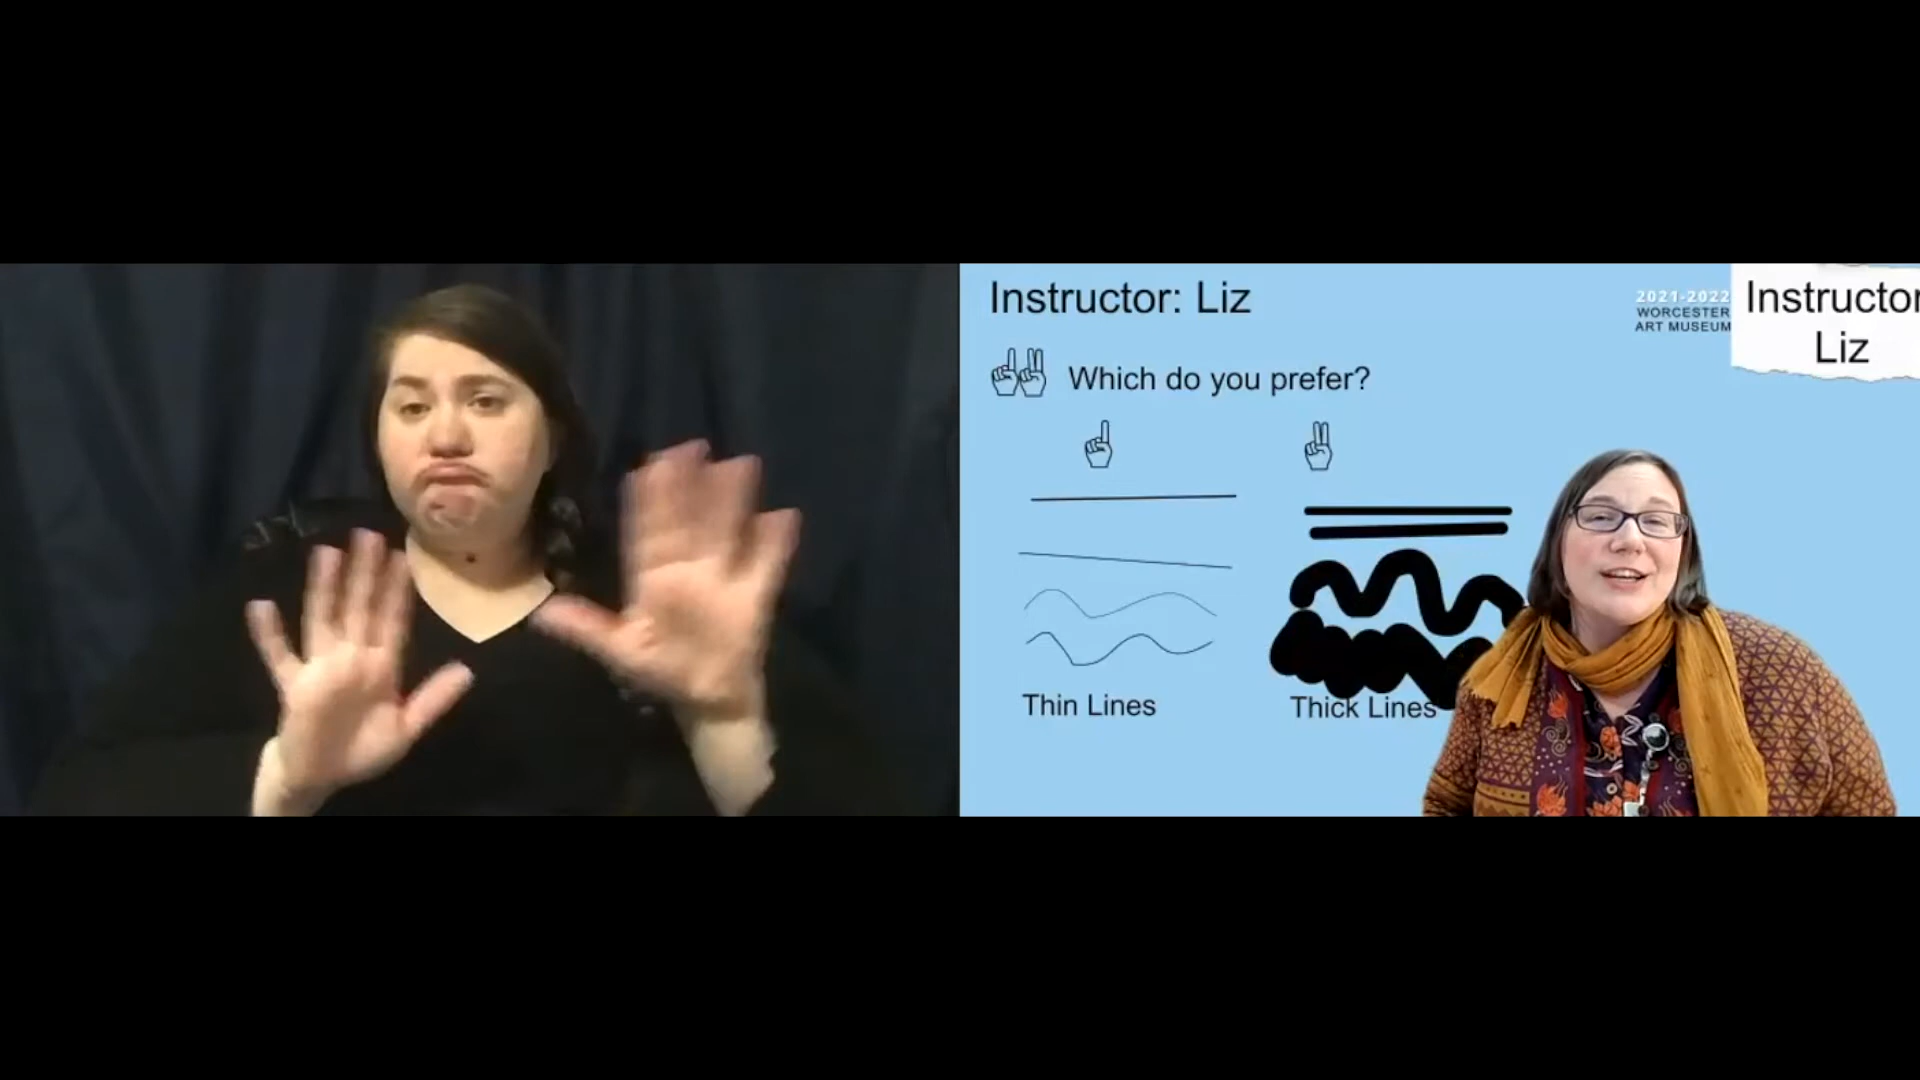 Instructor: Liz
2021-2022
WORCESTER
ART MUSEUM
Instructor
Liz
Which do you prefer?
Thin Lines
Thick Lines